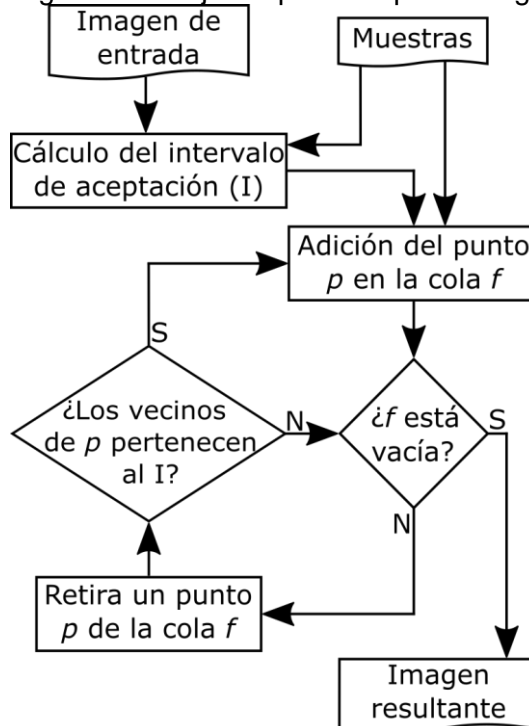 Imagen de
entrada
Muestras
Cálculo del intervalo
de aceptación (I)
Adición del punto
p en la cola f
S
¿Los vecinos
de p pertenecen
al I?
N
¿f está
vacía?
S
N
Retira un punto
p de la cola f
Imagen
resultante